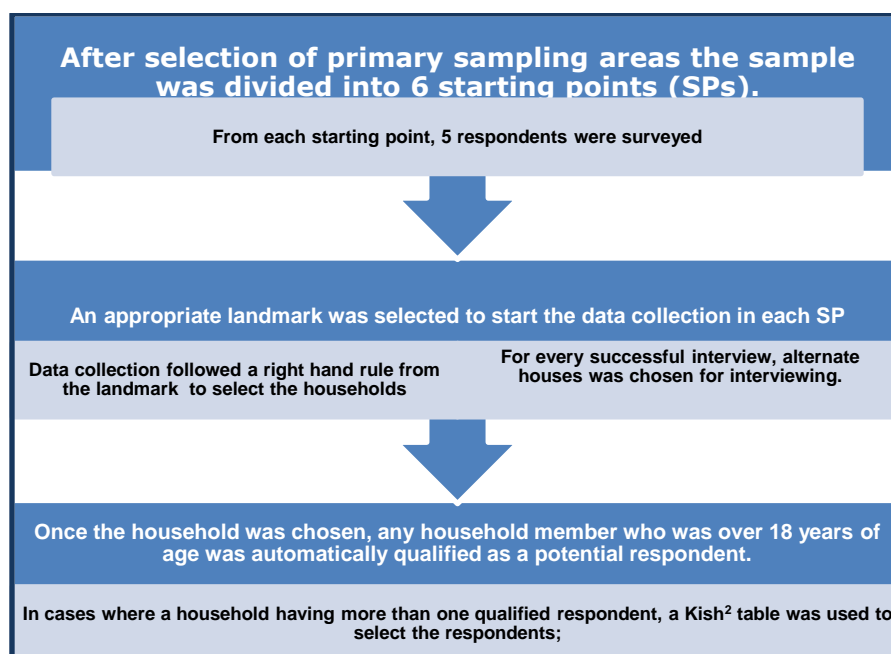 After selection of primary sampling areas the sample
was divided into 6 starting points (SPs).
From each starting point, 5 respondents were surveyed
An appropriate landmark was selected to start the data collection in each SP
Data collection followed a right hand rule from
the landmark to select the households
For every successful interview, alternate
houses was chosen for interviewing.
Once the household was chosen, any household member who was over 18 years of
age was automatically qualified as a potential respondent.
In cases where a household having more than one qualified respondent, a Kish² table was used to
select the respondents;